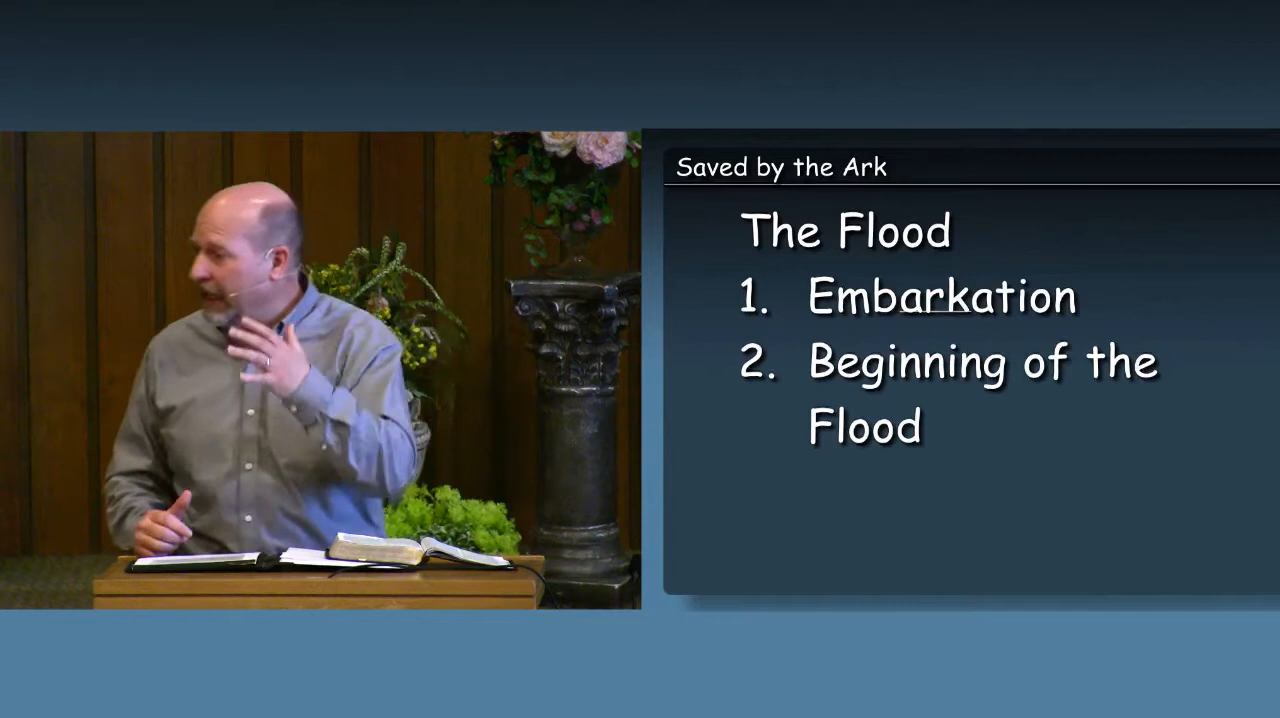 Saved by the Ark
The Flood
1. Embarkation
2. Beginning of the
Flood